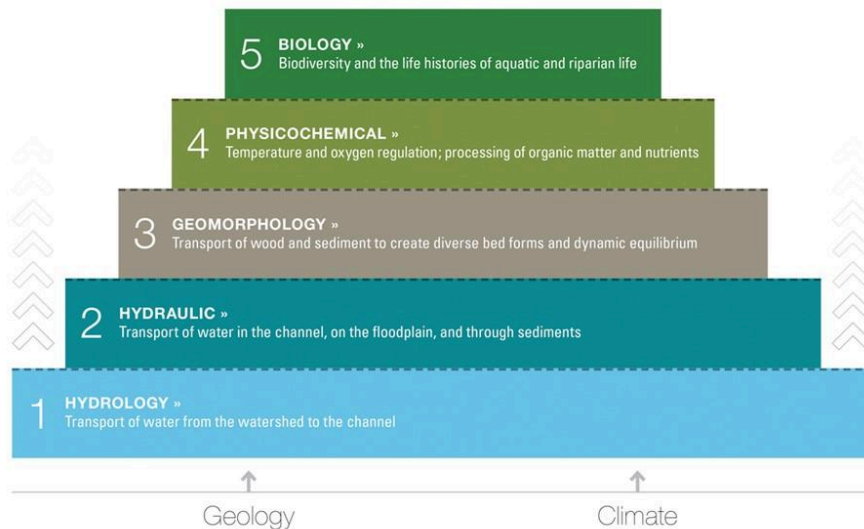 5 BIOLOGY »
Biodiversity and the life histories of aquatic and riparian life
4 PHYSICOCHEMICAL »
Temperature and oxygen regulation; processing of organic matter and nutrients
3 GEOMORPHOLOGY »
Transport of wood and sediment to create diverse bed forms and dynamic equilibrium
2 HYDRAULIC »
Transport of water in the channel, on the floodplain, and through sediments
1 HYDROLOGY »
Transport of water from the watershed to the channel
Geology Climate